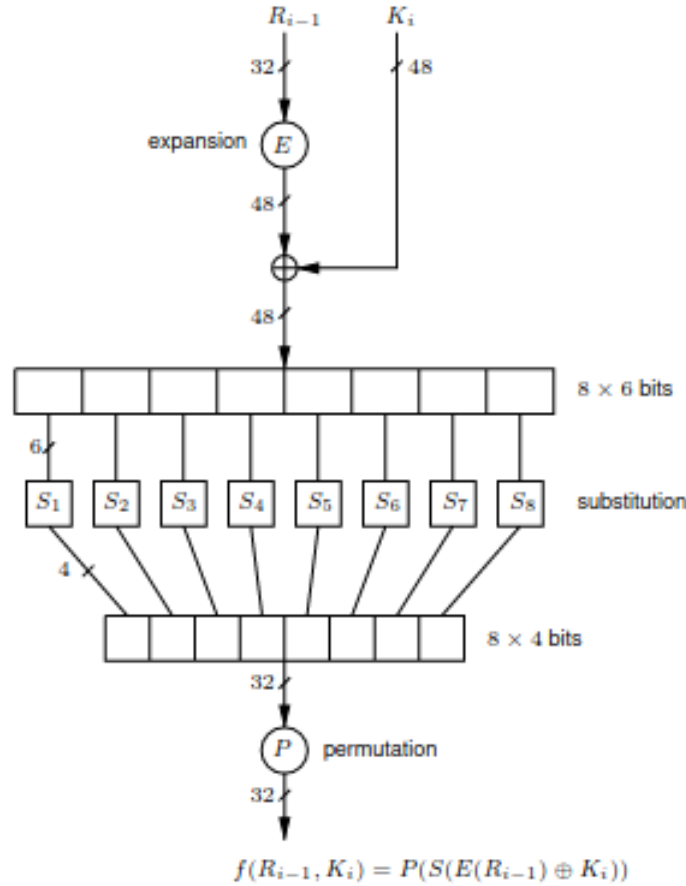 R_{i−1} K_i
32 48
expansion E
48
⊕
48
8 × 6 bits
6
S_1 S_2 S_3 S_4 S_5 S_6 S_7 S_8 substitution
4
8 × 4 bits
32
P permutation
32
f(R_{i−1}, K_i) = P(S(E(R_{i−1}) ⊕ K_i))